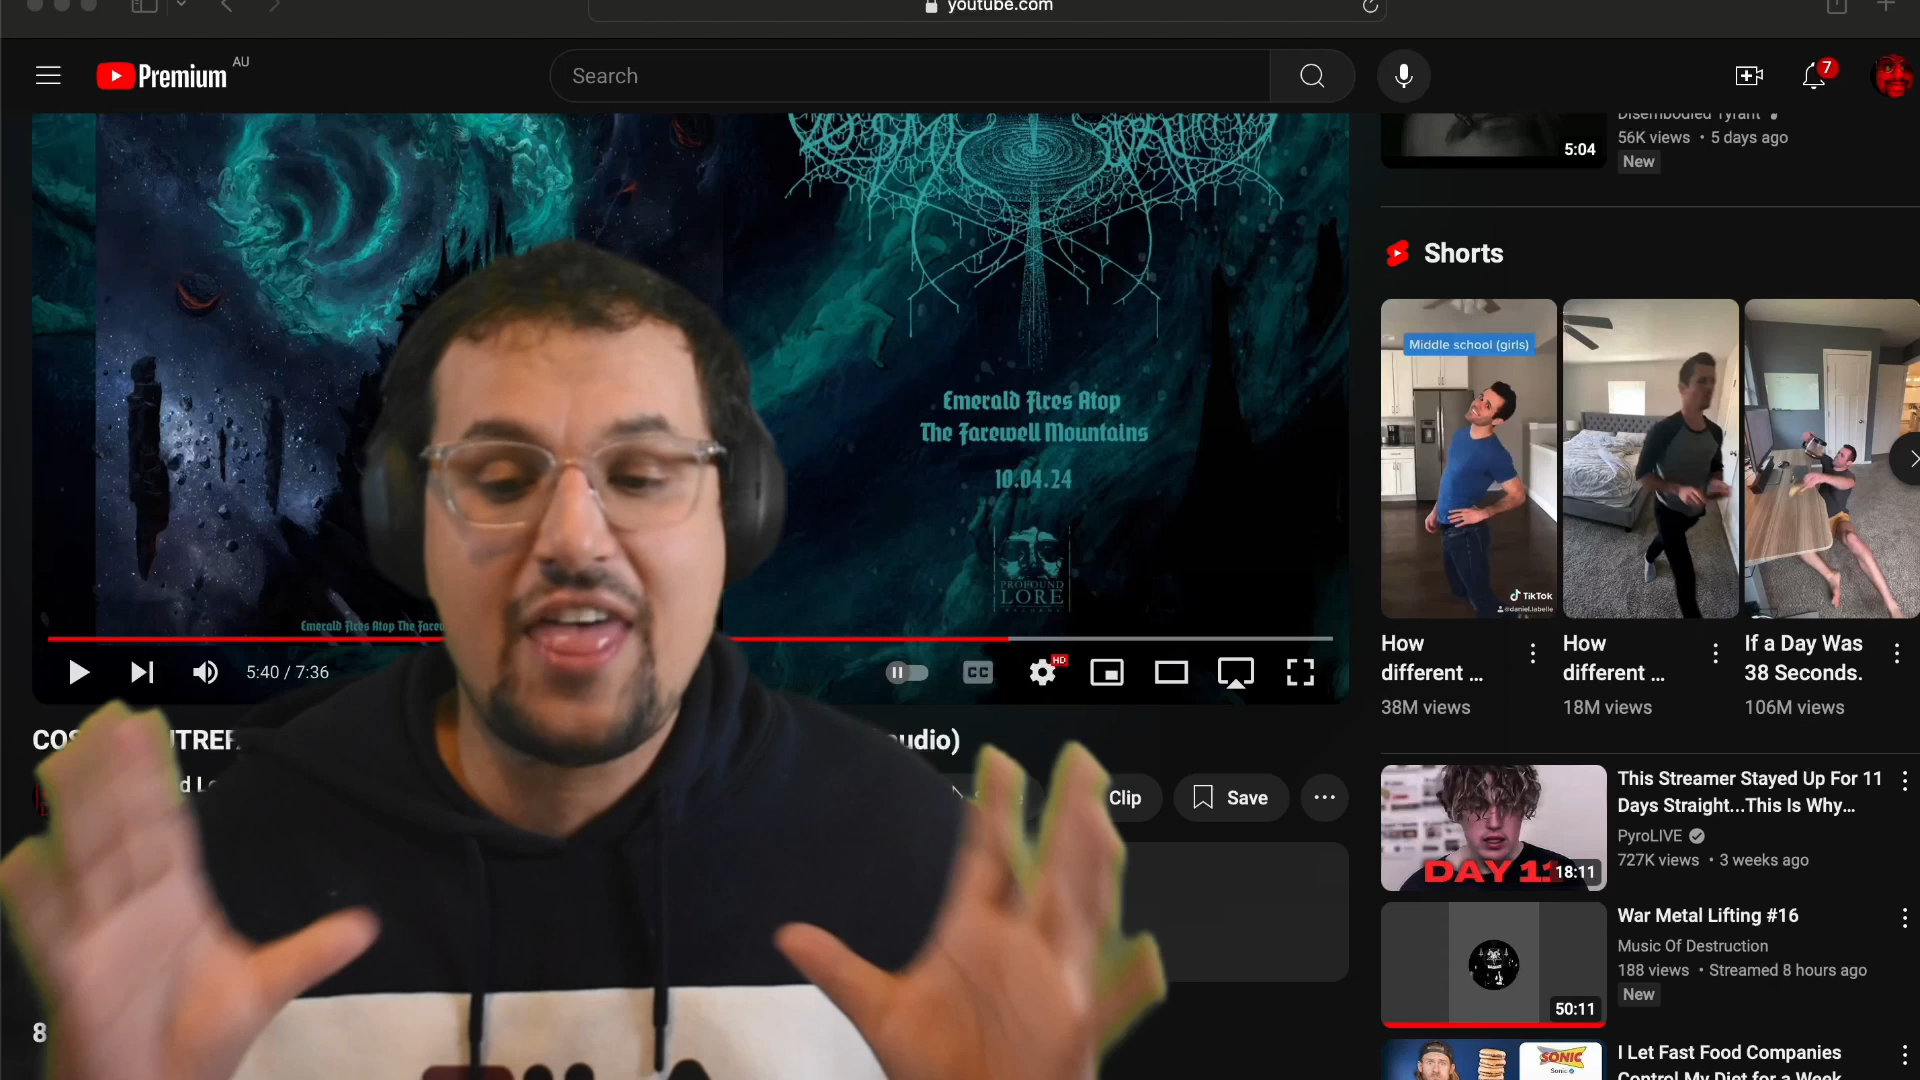 youtube.com
Premium
AU
Search
7
Disembodied Tyrant
56K views • 5 days ago
New
5:04
Shorts
Middle school (girls)
TikTok
@daniel.labelle
How
different ...
38M views
How
different ...
18M views
If a Day Was
38 Seconds.
106M views
Emerald Fires Atop
The Farewell Mountains
10.04.24
PROFOUND
LORE
RECORDS
Emerald Fires Atop The
5:40 / 7:36
CC
HD
Clip
Save
This Streamer Stayed Up For 11
Days Straight...This Is Why...
PyroLIVE
727K views • 3 weeks ago
DAY 11
18:11
War Metal Lifting #16
Music Of Destruction
188 views • Streamed 8 hours ago
New
50:11
8
I Let Fast Food Companies
Control My Diet for a Week
SONIC
Sonic